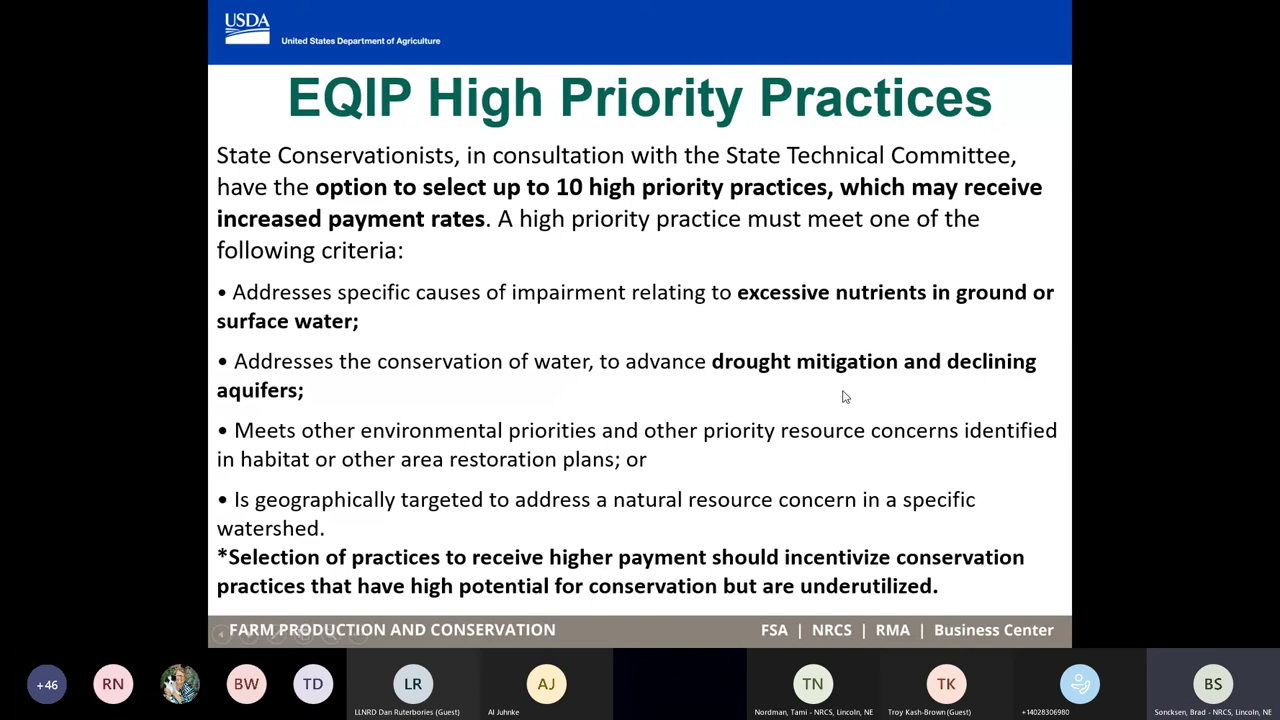 USDA
United States Department of Agriculture
EQIP High Priority Practices
State Conservationists, in consultation with the State Technical Committee,
have the option to select up to 10 high priority practices, which may receive
increased payment rates. A high priority practice must meet one of the
following criteria:
• Addresses specific causes of impairment relating to excessive nutrients in ground or
surface water;
• Addresses the conservation of water, to advance drought mitigation and declining
aquifers;
• Meets other environmental priorities and other priority resource concerns identified
in habitat or other area restoration plans; or
• Is geographically targeted to address a natural resource concern in a specific
watershed.
*Selection of practices to receive higher payment should incentivize conservation
practices that have high potential for conservation but are underutilized.
FARM PRODUCTION AND CONSERVATION FSA | NRCS | RMA | Business Center
+46 RN BW TD LR AJ TN TK BS
LLNRD Dan Ruterbories (Guest) Al Juhnke Nordman, Tami - NRCS, Lincoln, NE Troy Kash-Brown (Guest) +14028306980 Soncksen, Brad - NRCS, Lincoln, NE